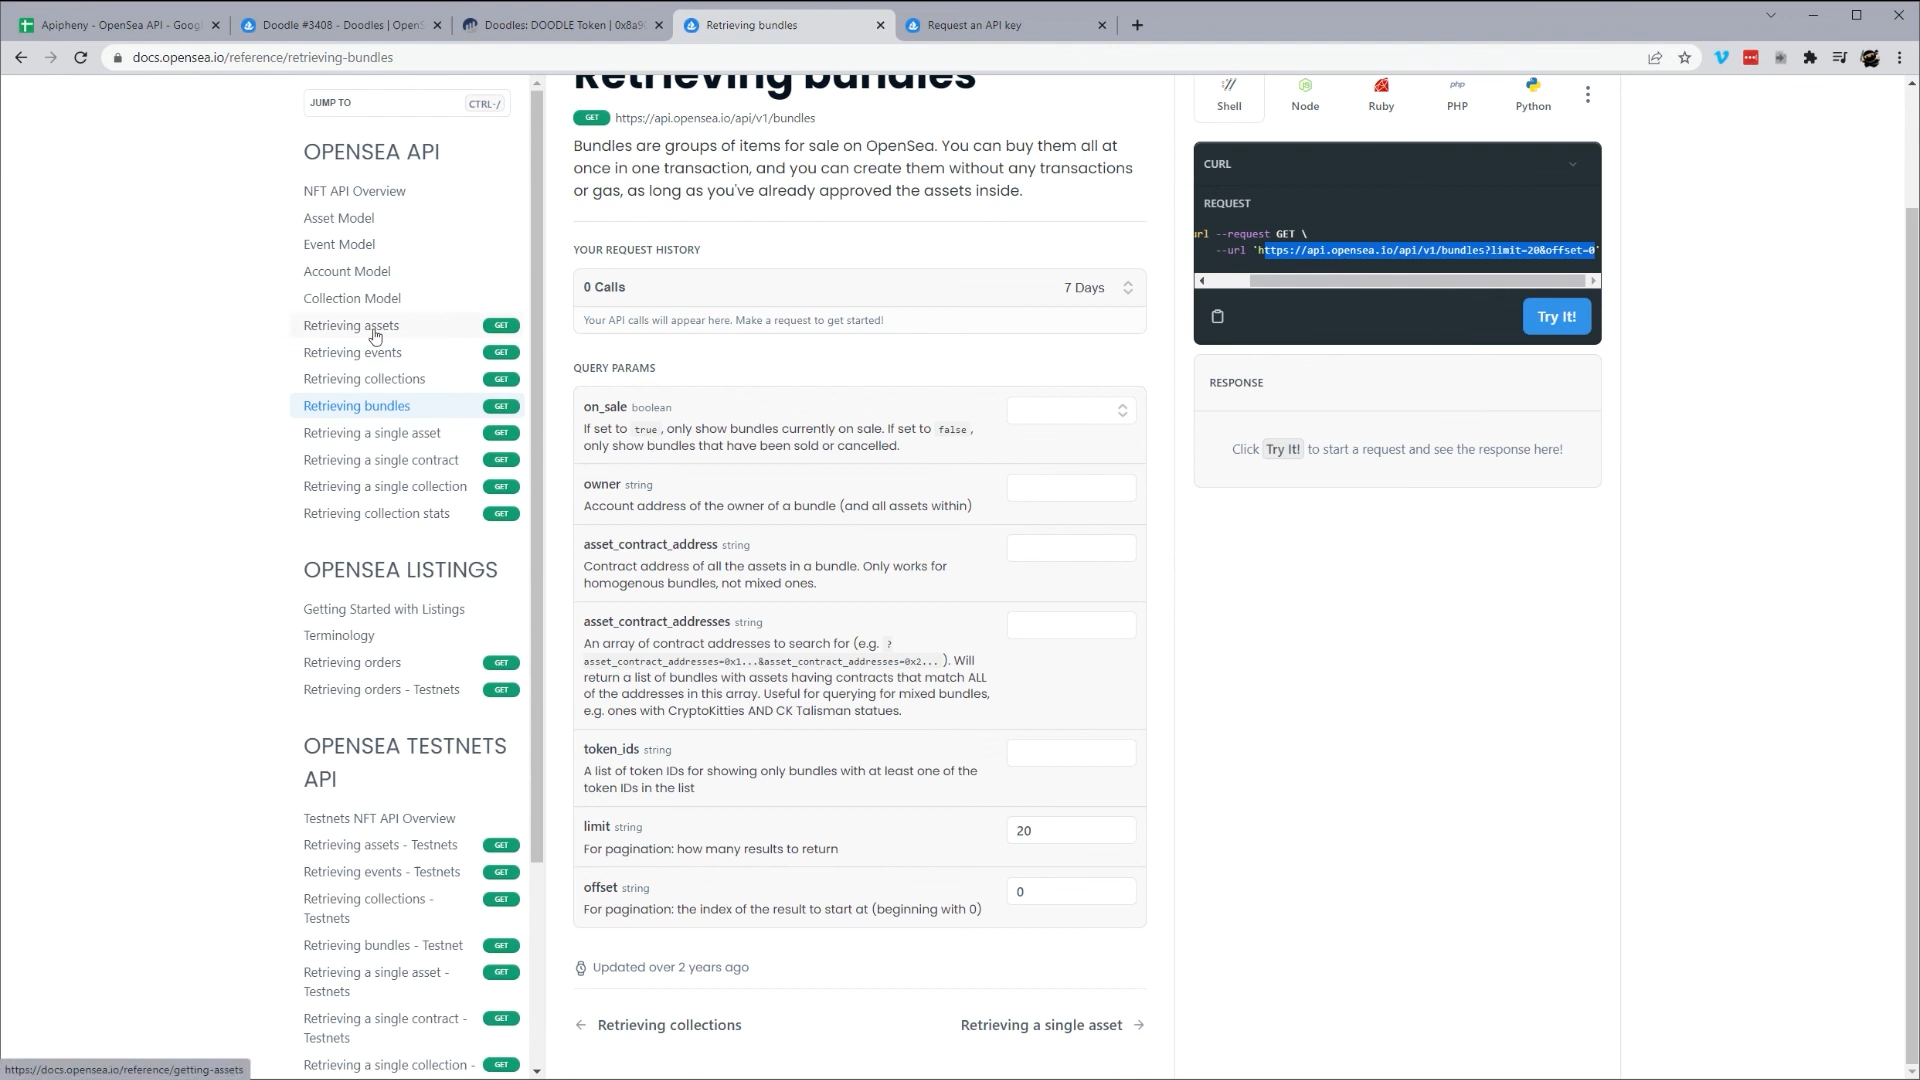 Apipheny - OpenSea API - Goog
Doodle #3408 - Doodles | OpenS
Doodles: DOODLE Token | 0x8a9
Retrieving bundles
Request an API key
docs.opensea.io/reference/retrieving-bundles
JUMP TO
CTRL-/
OPENSEA API
NFT API Overview
Asset Model
Event Model
Account Model
Collection Model
Retrieving assets GET
Retrieving events GET
Retrieving collections GET
Retrieving bundles GET
Retrieving a single asset GET
Retrieving a single contract GET
Retrieving a single collection GET
Retrieving collection stats GET
OPENSEA LISTINGS
Getting Started with Listings
Terminology
Retrieving orders GET
Retrieving orders - Testnets GET
OPENSEA TESTNETS
API
Testnets NFT API Overview
Retrieving assets - Testnets GET
Retrieving events - Testnets GET
Retrieving collections - GET
Testnets
Retrieving bundles - Testnet GET
Retrieving a single asset - GET
Testnets
Retrieving a single contract - GET
Testnets
Retrieving a single collection - GET
https://docs.opensea.io/reference/getting-assets
Retrieving bundles
GET https://api.opensea.io/api/v1/bundles
Bundles are groups of items for sale on OpenSea. You can buy them all at
once in one transaction, and you can create them without any transactions
or gas, as long as you've already approved the assets inside.
YOUR REQUEST HISTORY
0 Calls
7 Days
Your API calls will appear here. Make a request to get started!
QUERY PARAMS
on_sale boolean
If set to true, only show bundles currently on sale. If set to false,
only show bundles that have been sold or cancelled.
owner string
Account address of the owner of a bundle (and all assets within)
asset_contract_address string
Contract address of all the assets in a bundle. Only works for
homogenous bundles, not mixed ones.
asset_contract_addresses string
An array of contract addresses to search for (e.g. ?
asset_contract_addresses=0x1...&asset_contract_addresses=0x2... ). Will
return a list of bundles with assets having contracts that match ALL
of the addresses in this array. Useful for querying for mixed bundles,
e.g. ones with CryptoKitties AND CK Talisman statues.
token_ids string
A list of token IDs for showing only bundles with at least one of the
token IDs in the list
limit string
20
For pagination: how many results to return
offset string
0
For pagination: the index of the result to start at (beginning with 0)
Updated over 2 years ago
← Retrieving collections
Retrieving a single asset →
Shell
Node
Ruby
php
PHP
Python
CURL
REQUEST
url --request GET \
--url 'https://api.opensea.io/api/v1/bundles?limit=20&offset=0'
Try It!
RESPONSE
Click Try It! to start a request and see the response here!